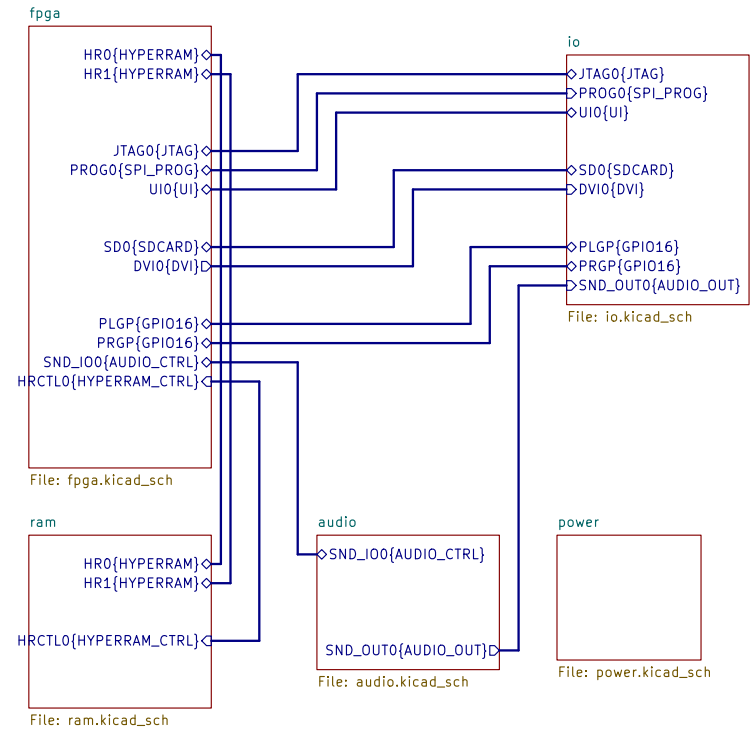 fpga
HR0{HYPERRAM}
HR1{HYPERRAM}
JTAG0{JTAG}
PROG0{SPI_PROG}
UI0{UI}
SD0{SDCARD}
DVI0{DVI}
PLGP{GPIO16}
PRGP{GPIO16}
SND_IO0{AUDIO_CTRL}
HRCTL0{HYPERRAM_CTRL}
File: fpga.kicad_sch
io
JTAG0{JTAG}
PROG0{SPI_PROG}
UI0{UI}
SD0{SDCARD}
DVI0{DVI}
PLGP{GPIO16}
PRGP{GPIO16}
SND_OUT0{AUDIO_OUT}
File: io.kicad_sch
ram
HR0{HYPERRAM}
HR1{HYPERRAM}
HRCTL0{HYPERRAM_CTRL}
File: ram.kicad_sch
audio
SND_IO0{AUDIO_CTRL}
SND_OUT0{AUDIO_OUT}
File: audio.kicad_sch
power
File: power.kicad_sch